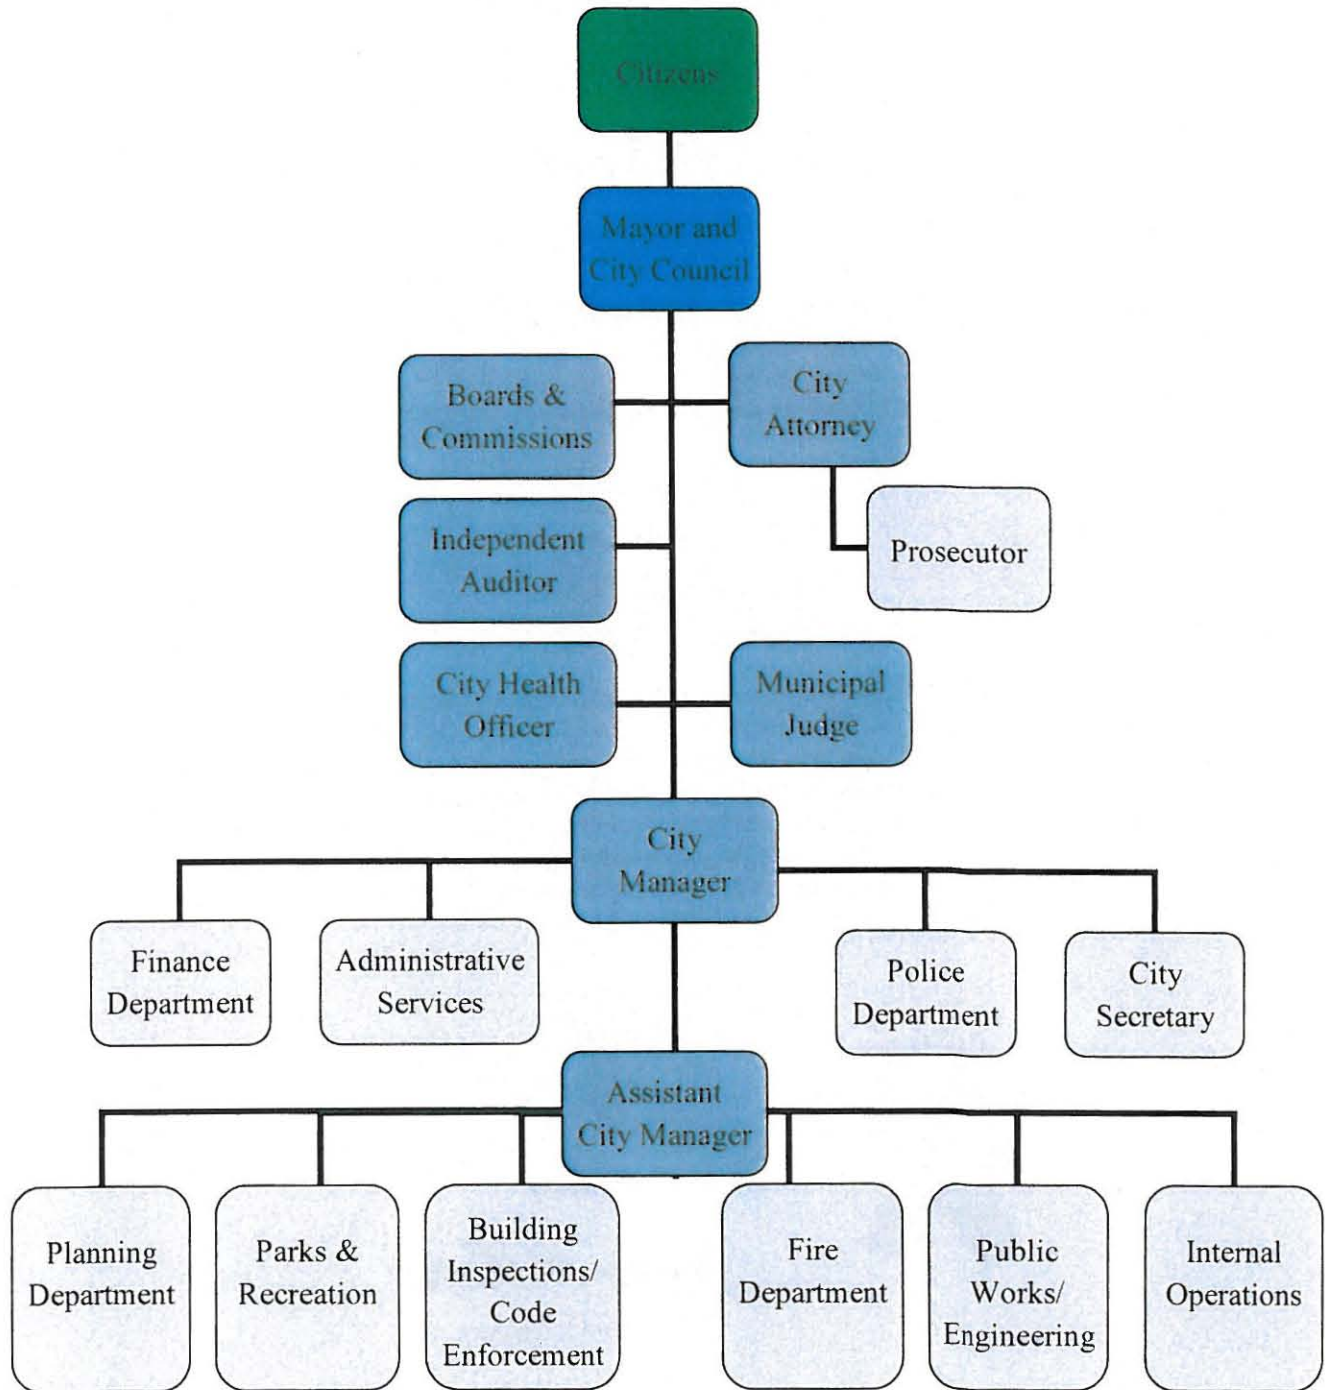 Citizens
Mayor and
City Council
Boards &
Commissions
City
Attorney
Independent
Auditor
Prosecutor
City Health
Officer
Municipal
Judge
City
Manager
Finance
Department
Administrative
Services
Police
Department
City
Secretary
Assistant
City Manager
Planning
Department
Parks &
Recreation
Building
Inspections/
Code
Enforcement
Fire
Department
Public
Works/
Engineering
Internal
Operations